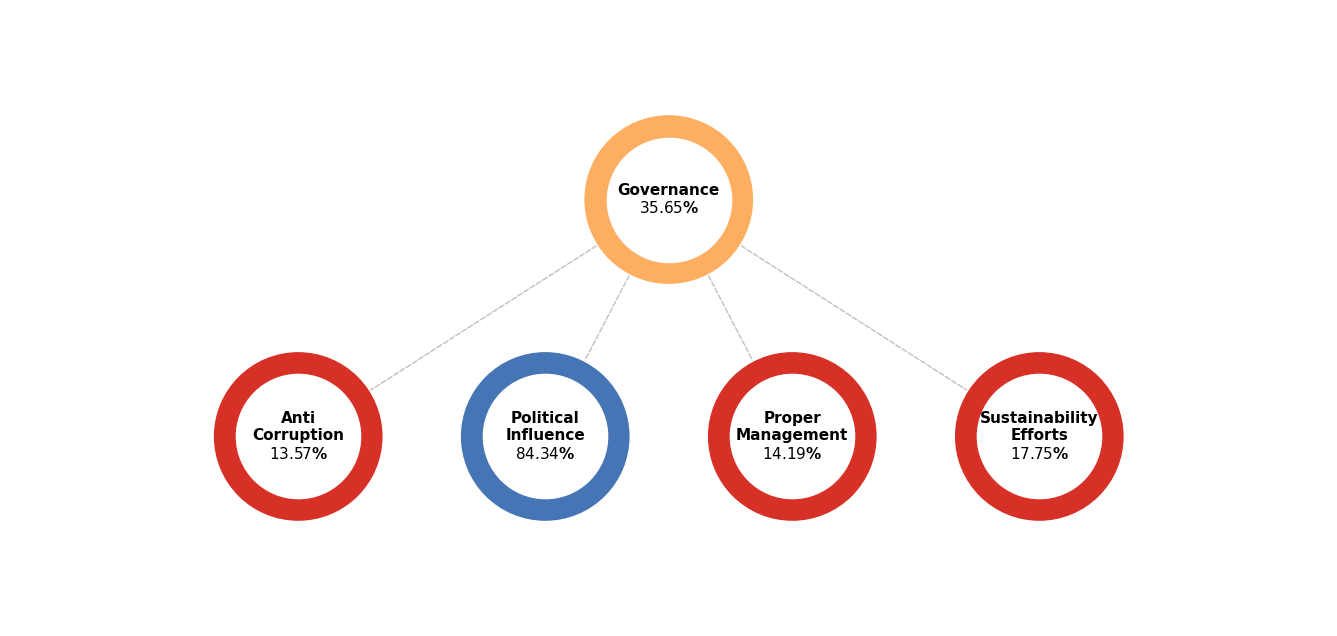 Governance
35.65%
Anti
Corruption
13.57%
Political
Influence
84.34%
Proper
Management
14.19%
Sustainability
Efforts
17.75%